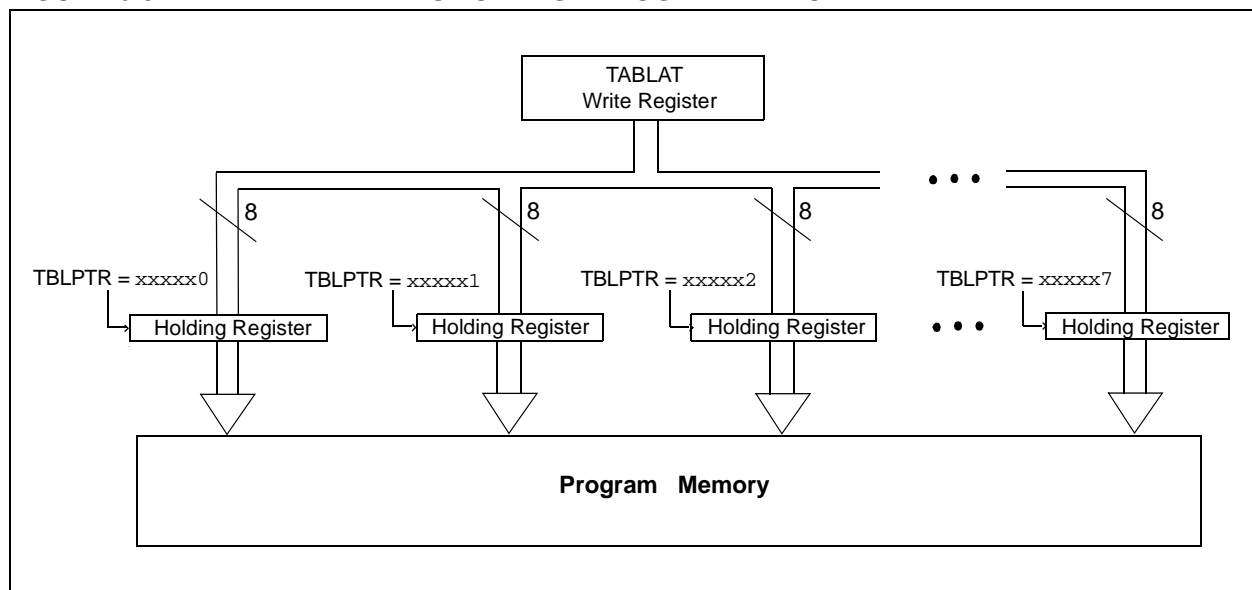 TABLAT
Write Register
8
8
8
8
TBLPTR = xxxxx0
TBLPTR = xxxxx1
TBLPTR = xxxxx2
TBLPTR = xxxxx7
Holding Register
Holding Register
Holding Register
Holding Register
Program Memory